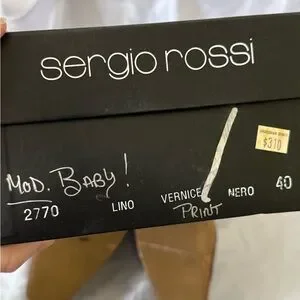 sergio rossi
$310
MOD. BABY!
2770 LINO VERNICE / NERO 40
PRINT